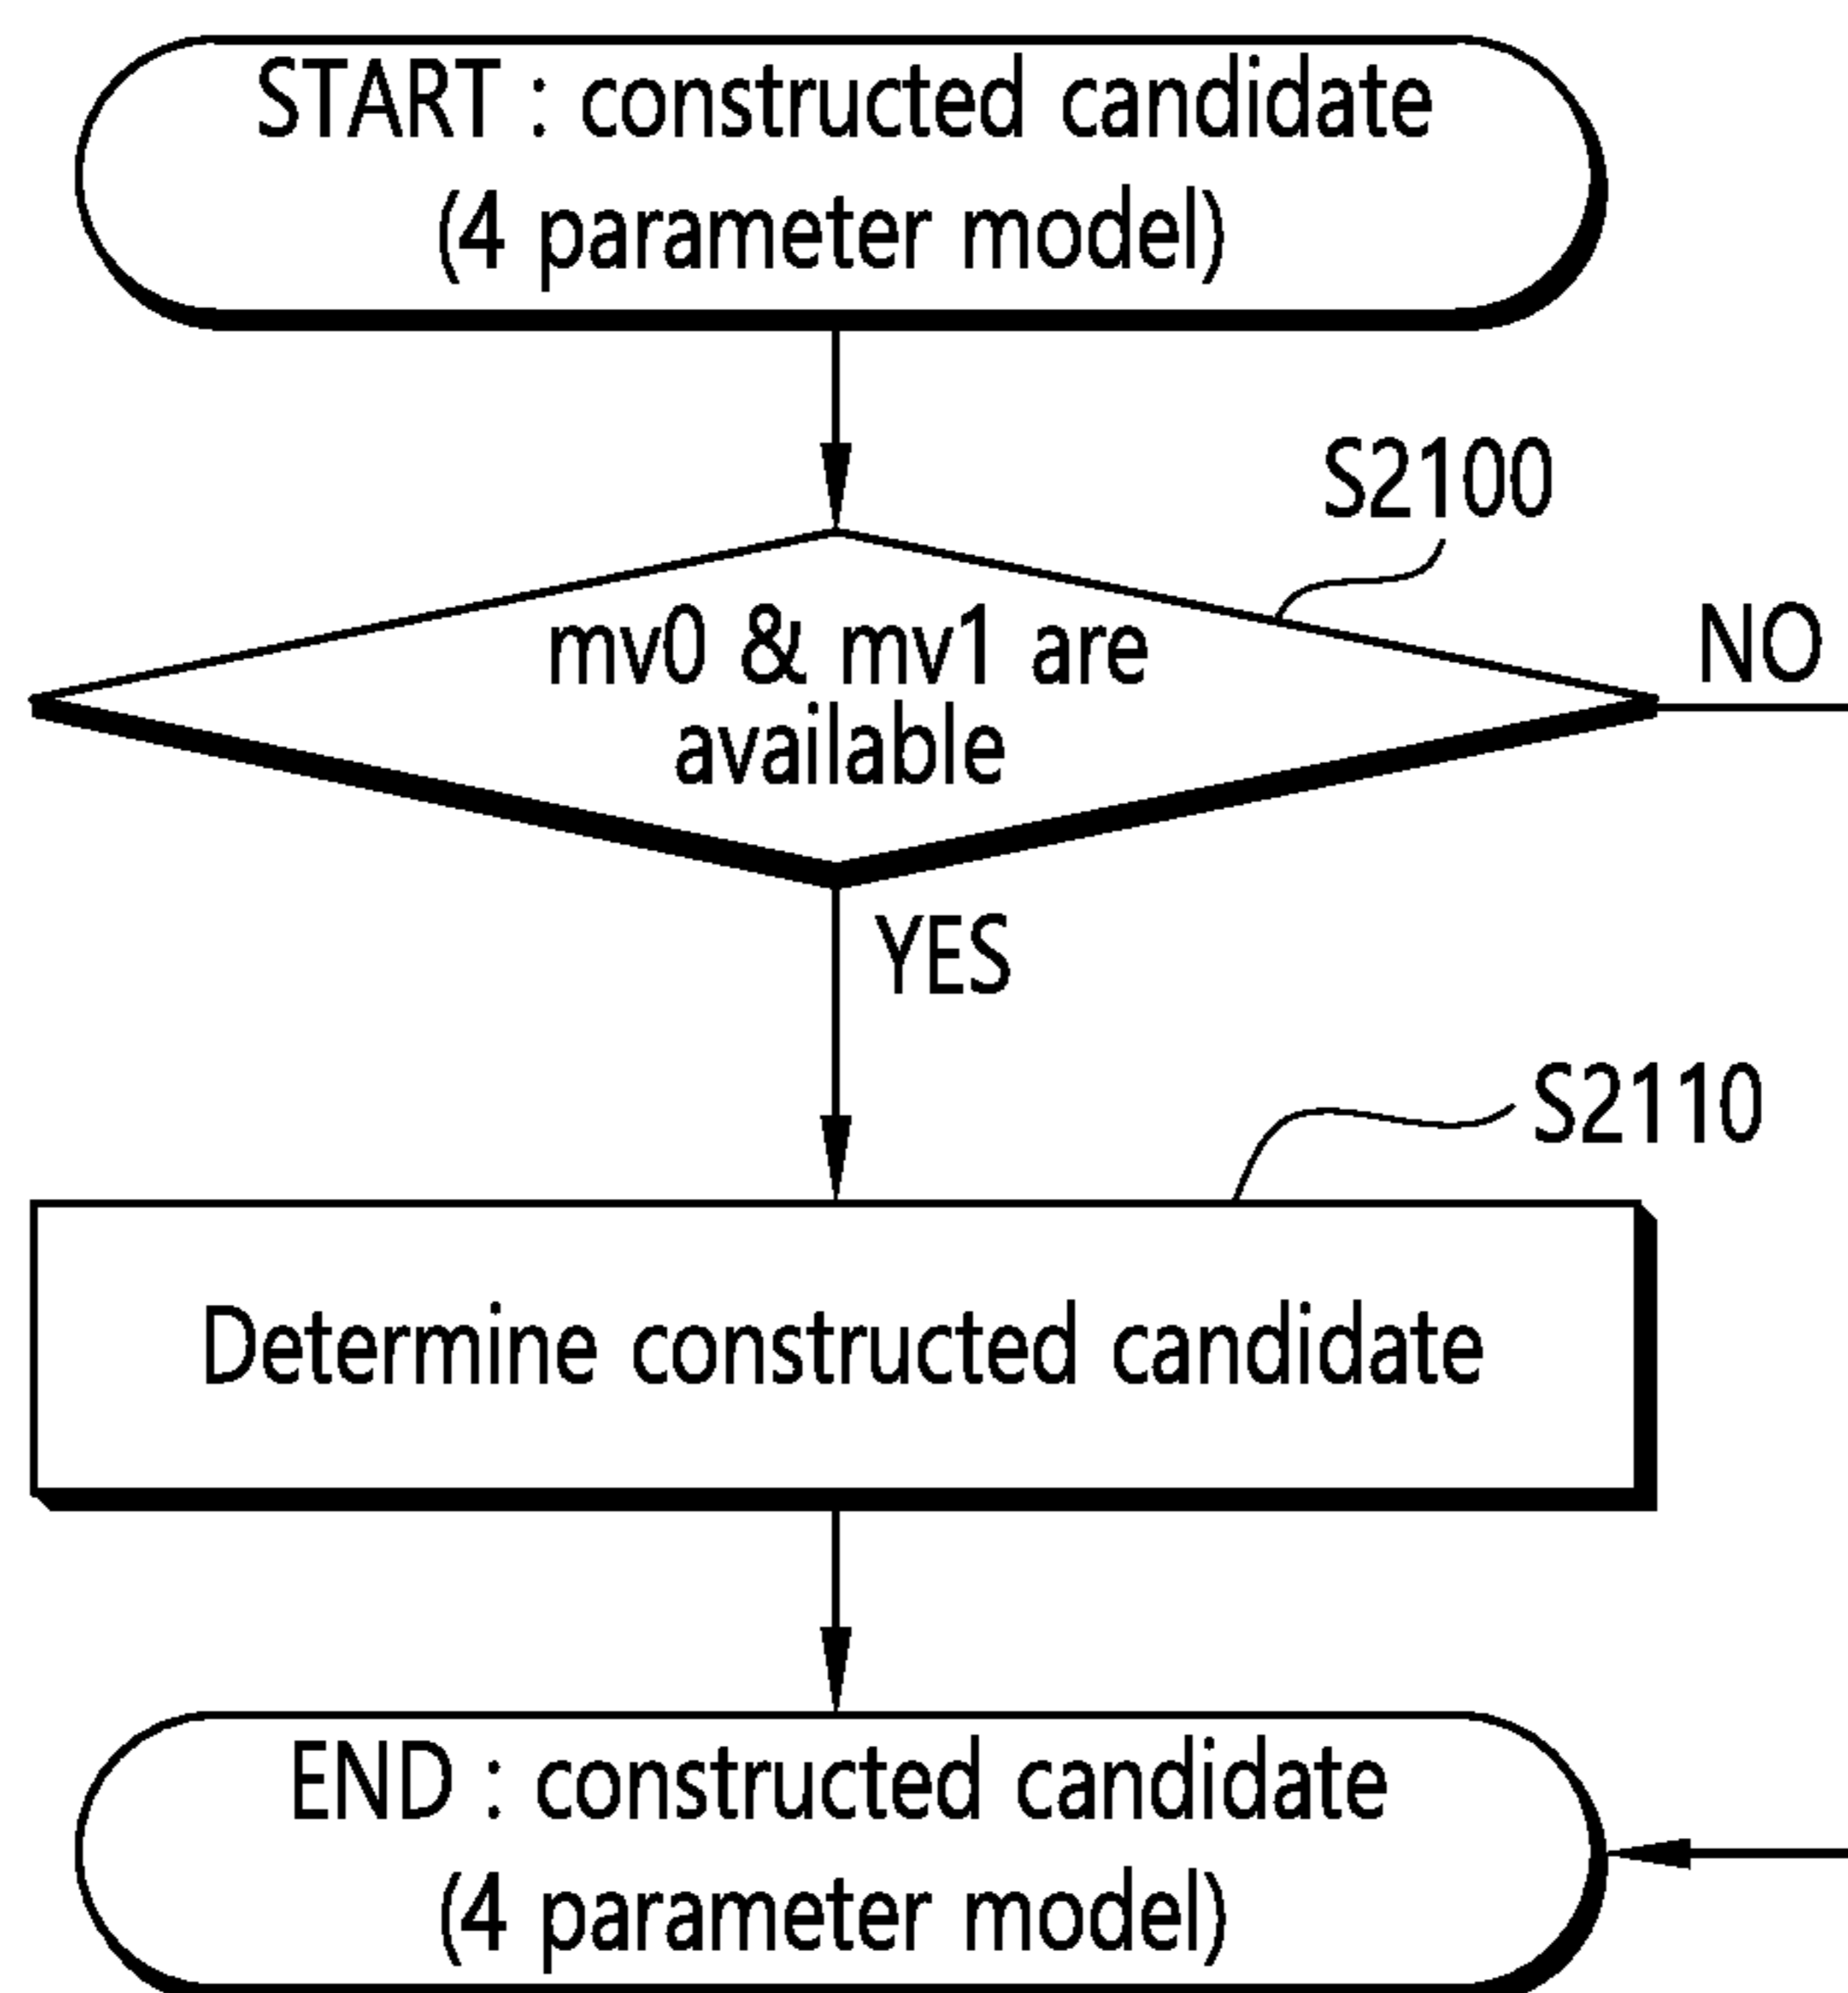 START : constructed candidate
(4 parameter model)
S2100
mv0 & mv1 are
available
NO
YES
S2110
Determine constructed candidate
END : constructed candidate
(4 parameter model)